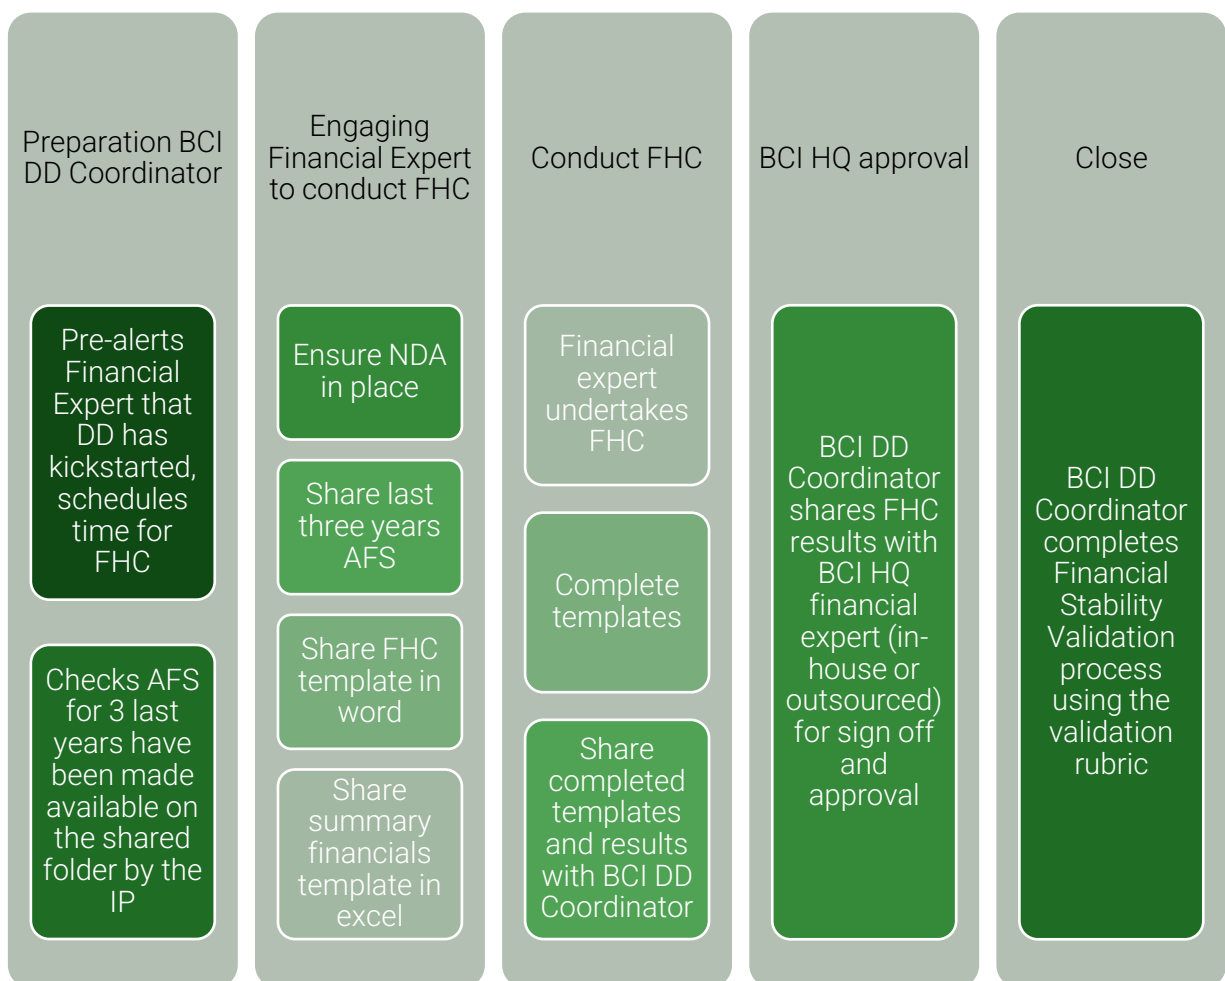 Preparation BCI
DD Coordinator
Pre-alerts
Financial
Expert that
DD has
kickstarted,
schedules
time for
FHC
Checks AFS
for 3 last
years have
been made
available on
the shared
folder by the
IP
Engaging
Financial Expert
to conduct FHC
Ensure NDA
in place
Share last
three years
AFS
Share FHC
template in
word
Share
summary
financials
template in
excel
Conduct FHC
Financial
expert
undertakes
FHC
Complete
templates
Share
completed
templates
and results
with BCI DD
Coordinator
BCI HQ approval
BCI DD
Coordinator
shares FHC
results with
BCI HQ
financial
expert (in-
house or
outsourced)
for sign off
and
approval
Close
BCI DD
Coordinator
completes
Financial
Stability
Validation
process
using the
validation
rubric